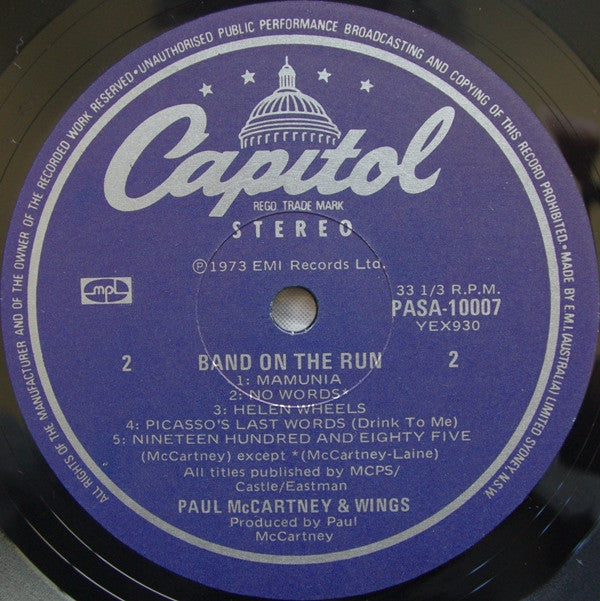 ALL RIGHTS OF THE MANUFACTURER AND OF THE OWNER OF THE RECORDED WORK RESERVED•UNAUTHORISED PUBLIC PERFORMANCE BROADCASTING AND COPYING OF THIS RECORD PROHIBITED.•MADE BY E.M.I.(AUSTRALIA) LIMITED SYDNEY, N.S.W.
Capitol
REGD TRADE MARK
STEREO
℗1973 EMI Records Ltd.
mpl
33 1/3 R.P.M.
PASA-10007
YEX930
2 BAND ON THE RUN 2
1: MAMUNIA
2: NO WORDS*
3: HELEN WHEELS
4: PICASSO'S LAST WORDS (Drink To Me)
5: NINETEEN HUNDRED AND EIGHTY FIVE
(McCartney) except *(McCartney-Laine)
All titles published by MCPS/
Castle/Eastman
PAUL McCARTNEY & WINGS
Produced by Paul
McCartney